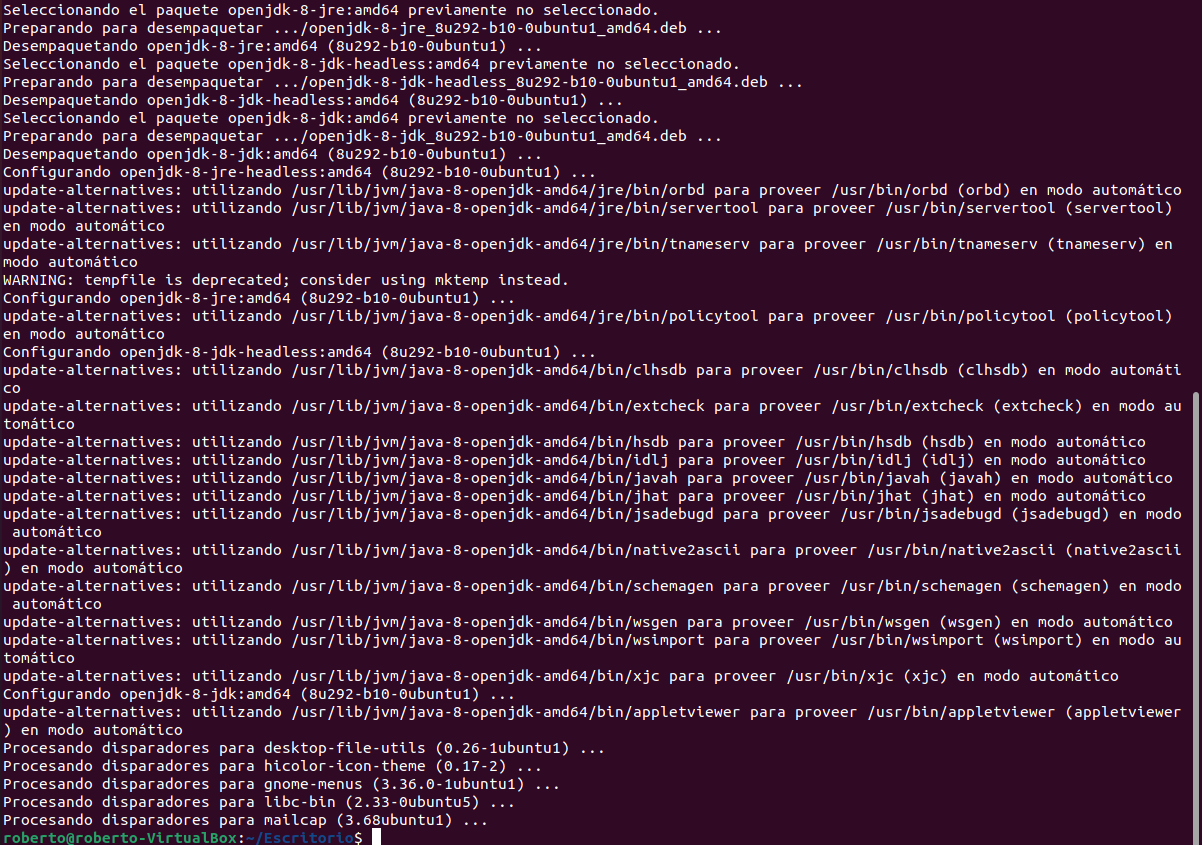 Seleccionando el paquete openjdk-8-jre:amd64 previamente no seleccionado.
Preparando para desempaquetar .../openjdk-8-jre_8u292-b10-0ubuntu1_amd64.deb ...
Desempaquetando openjdk-8-jre:amd64 (8u292-b10-0ubuntu1) ...
Seleccionando el paquete openjdk-8-jdk-headless:amd64 previamente no seleccionado.
Preparando para desempaquetar .../openjdk-8-jdk-headless_8u292-b10-0ubuntu1_amd64.deb ...
Desempaquetando openjdk-8-jdk-headless:amd64 (8u292-b10-0ubuntu1) ...
Seleccionando el paquete openjdk-8-jdk:amd64 previamente no seleccionado.
Preparando para desempaquetar .../openjdk-8-jdk_8u292-b10-0ubuntu1_amd64.deb ...
Desempaquetando openjdk-8-jdk:amd64 (8u292-b10-0ubuntu1) ...
Configurando openjdk-8-jre-headless:amd64 (8u292-b10-0ubuntu1) ...
update-alternatives: utilizando /usr/lib/jvm/java-8-openjdk-amd64/jre/bin/orbd para proveer /usr/bin/orbd (orbd) en modo automático
update-alternatives: utilizando /usr/lib/jvm/java-8-openjdk-amd64/jre/bin/servertool para proveer /usr/bin/servertool (servertool)
en modo automático
update-alternatives: utilizando /usr/lib/jvm/java-8-openjdk-amd64/jre/bin/tnameserv para proveer /usr/bin/tnameserv (tnameserv) en
modo automático
WARNING: tempfile is deprecated; consider using mktemp instead.
Configurando openjdk-8-jre:amd64 (8u292-b10-0ubuntu1) ...
update-alternatives: utilizando /usr/lib/jvm/java-8-openjdk-amd64/jre/bin/policytool para proveer /usr/bin/policytool (policytool)
en modo automático
Configurando openjdk-8-jdk-headless:amd64 (8u292-b10-0ubuntu1) ...
update-alternatives: utilizando /usr/lib/jvm/java-8-openjdk-amd64/bin/clhsdb para proveer /usr/bin/clhsdb (clhsdb) en modo automáti
co
update-alternatives: utilizando /usr/lib/jvm/java-8-openjdk-amd64/bin/extcheck para proveer /usr/bin/extcheck (extcheck) en modo au
tomático
update-alternatives: utilizando /usr/lib/jvm/java-8-openjdk-amd64/bin/hsdb para proveer /usr/bin/hsdb (hsdb) en modo automático
update-alternatives: utilizando /usr/lib/jvm/java-8-openjdk-amd64/bin/idlj para proveer /usr/bin/idlj (idlj) en modo automático
update-alternatives: utilizando /usr/lib/jvm/java-8-openjdk-amd64/bin/javah para proveer /usr/bin/javah (javah) en modo automático
update-alternatives: utilizando /usr/lib/jvm/java-8-openjdk-amd64/bin/jhat para proveer /usr/bin/jhat (jhat) en modo automático
update-alternatives: utilizando /usr/lib/jvm/java-8-openjdk-amd64/bin/jsadebugd para proveer /usr/bin/jsadebugd (jsadebugd) en modo
 automático
update-alternatives: utilizando /usr/lib/jvm/java-8-openjdk-amd64/bin/native2ascii para proveer /usr/bin/native2ascii (native2ascii
) en modo automático
update-alternatives: utilizando /usr/lib/jvm/java-8-openjdk-amd64/bin/schemagen para proveer /usr/bin/schemagen (schemagen) en modo
 automático
update-alternatives: utilizando /usr/lib/jvm/java-8-openjdk-amd64/bin/wsgen para proveer /usr/bin/wsgen (wsgen) en modo automático
update-alternatives: utilizando /usr/lib/jvm/java-8-openjdk-amd64/bin/wsimport para proveer /usr/bin/wsimport (wsimport) en modo au
tomático
update-alternatives: utilizando /usr/lib/jvm/java-8-openjdk-amd64/bin/xjc para proveer /usr/bin/xjc (xjc) en modo automático
Configurando openjdk-8-jdk:amd64 (8u292-b10-0ubuntu1) ...
update-alternatives: utilizando /usr/lib/jvm/java-8-openjdk-amd64/bin/appletviewer para proveer /usr/bin/appletviewer (appletviewer
) en modo automático
Procesando disparadores para desktop-file-utils (0.26-1ubuntu1) ...
Procesando disparadores para hicolor-icon-theme (0.17-2) ...
Procesando disparadores para gnome-menus (3.36.0-1ubuntu1) ...
Procesando disparadores para libc-bin (2.33-0ubuntu5) ...
Procesando disparadores para mailcap (3.68ubuntu1) ...
roberto@roberto-VirtualBox:~/Escritorio$